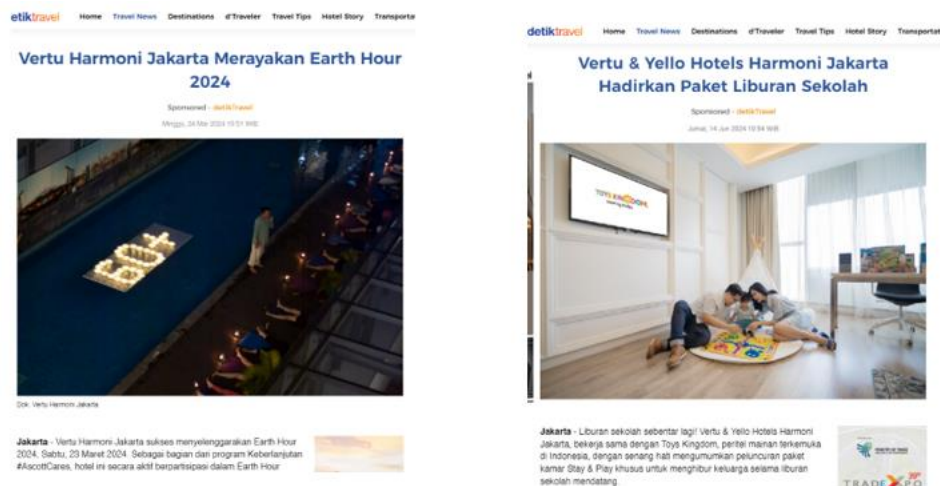 etiktravel Home Travel News Destinations d'Traveler Travel Tips Hotel Story Transportat
Vertu Harmoni Jakarta Merayakan Earth Hour
2024
Sponsored - detikTravel
Minggu, 24 Mar 2024 10:51 WIB
60+
Dok. Vertu Harmoni Jakarta
Jakarta - Vertu Harmoni Jakarta sukses menyelenggarakan Earth Hour
2024, Sabtu, 23 Maret 2024. Sebagai bagian dari program Keberlanjutan
#AscottCares, hotel ini secara aktif berpartisipasi dalam Earth Hour
detiktravel Home Travel News Destinations d'Traveler Travel Tips Hotel Story Transportat
Vertu & Yello Hotels Harmoni Jakarta
Hadirkan Paket Liburan Sekolah
Sponsored - detikTravel
Jumat, 14 Jun 2024 10:54 WIB
TOYS KINGDOM
Jakarta - Liburan sekolah sebentar lagi! Vertu & Yello Hotels Harmoni
Jakarta, bekerja sama dengan Toys Kingdom, peritel mainan terkemuka
di Indonesia, dengan senang hati mengumumkan peluncuran paket
kamar Stay & Play khusus untuk menghibur keluarga selama liburan
sekolah mendatang.
TRADE XPO